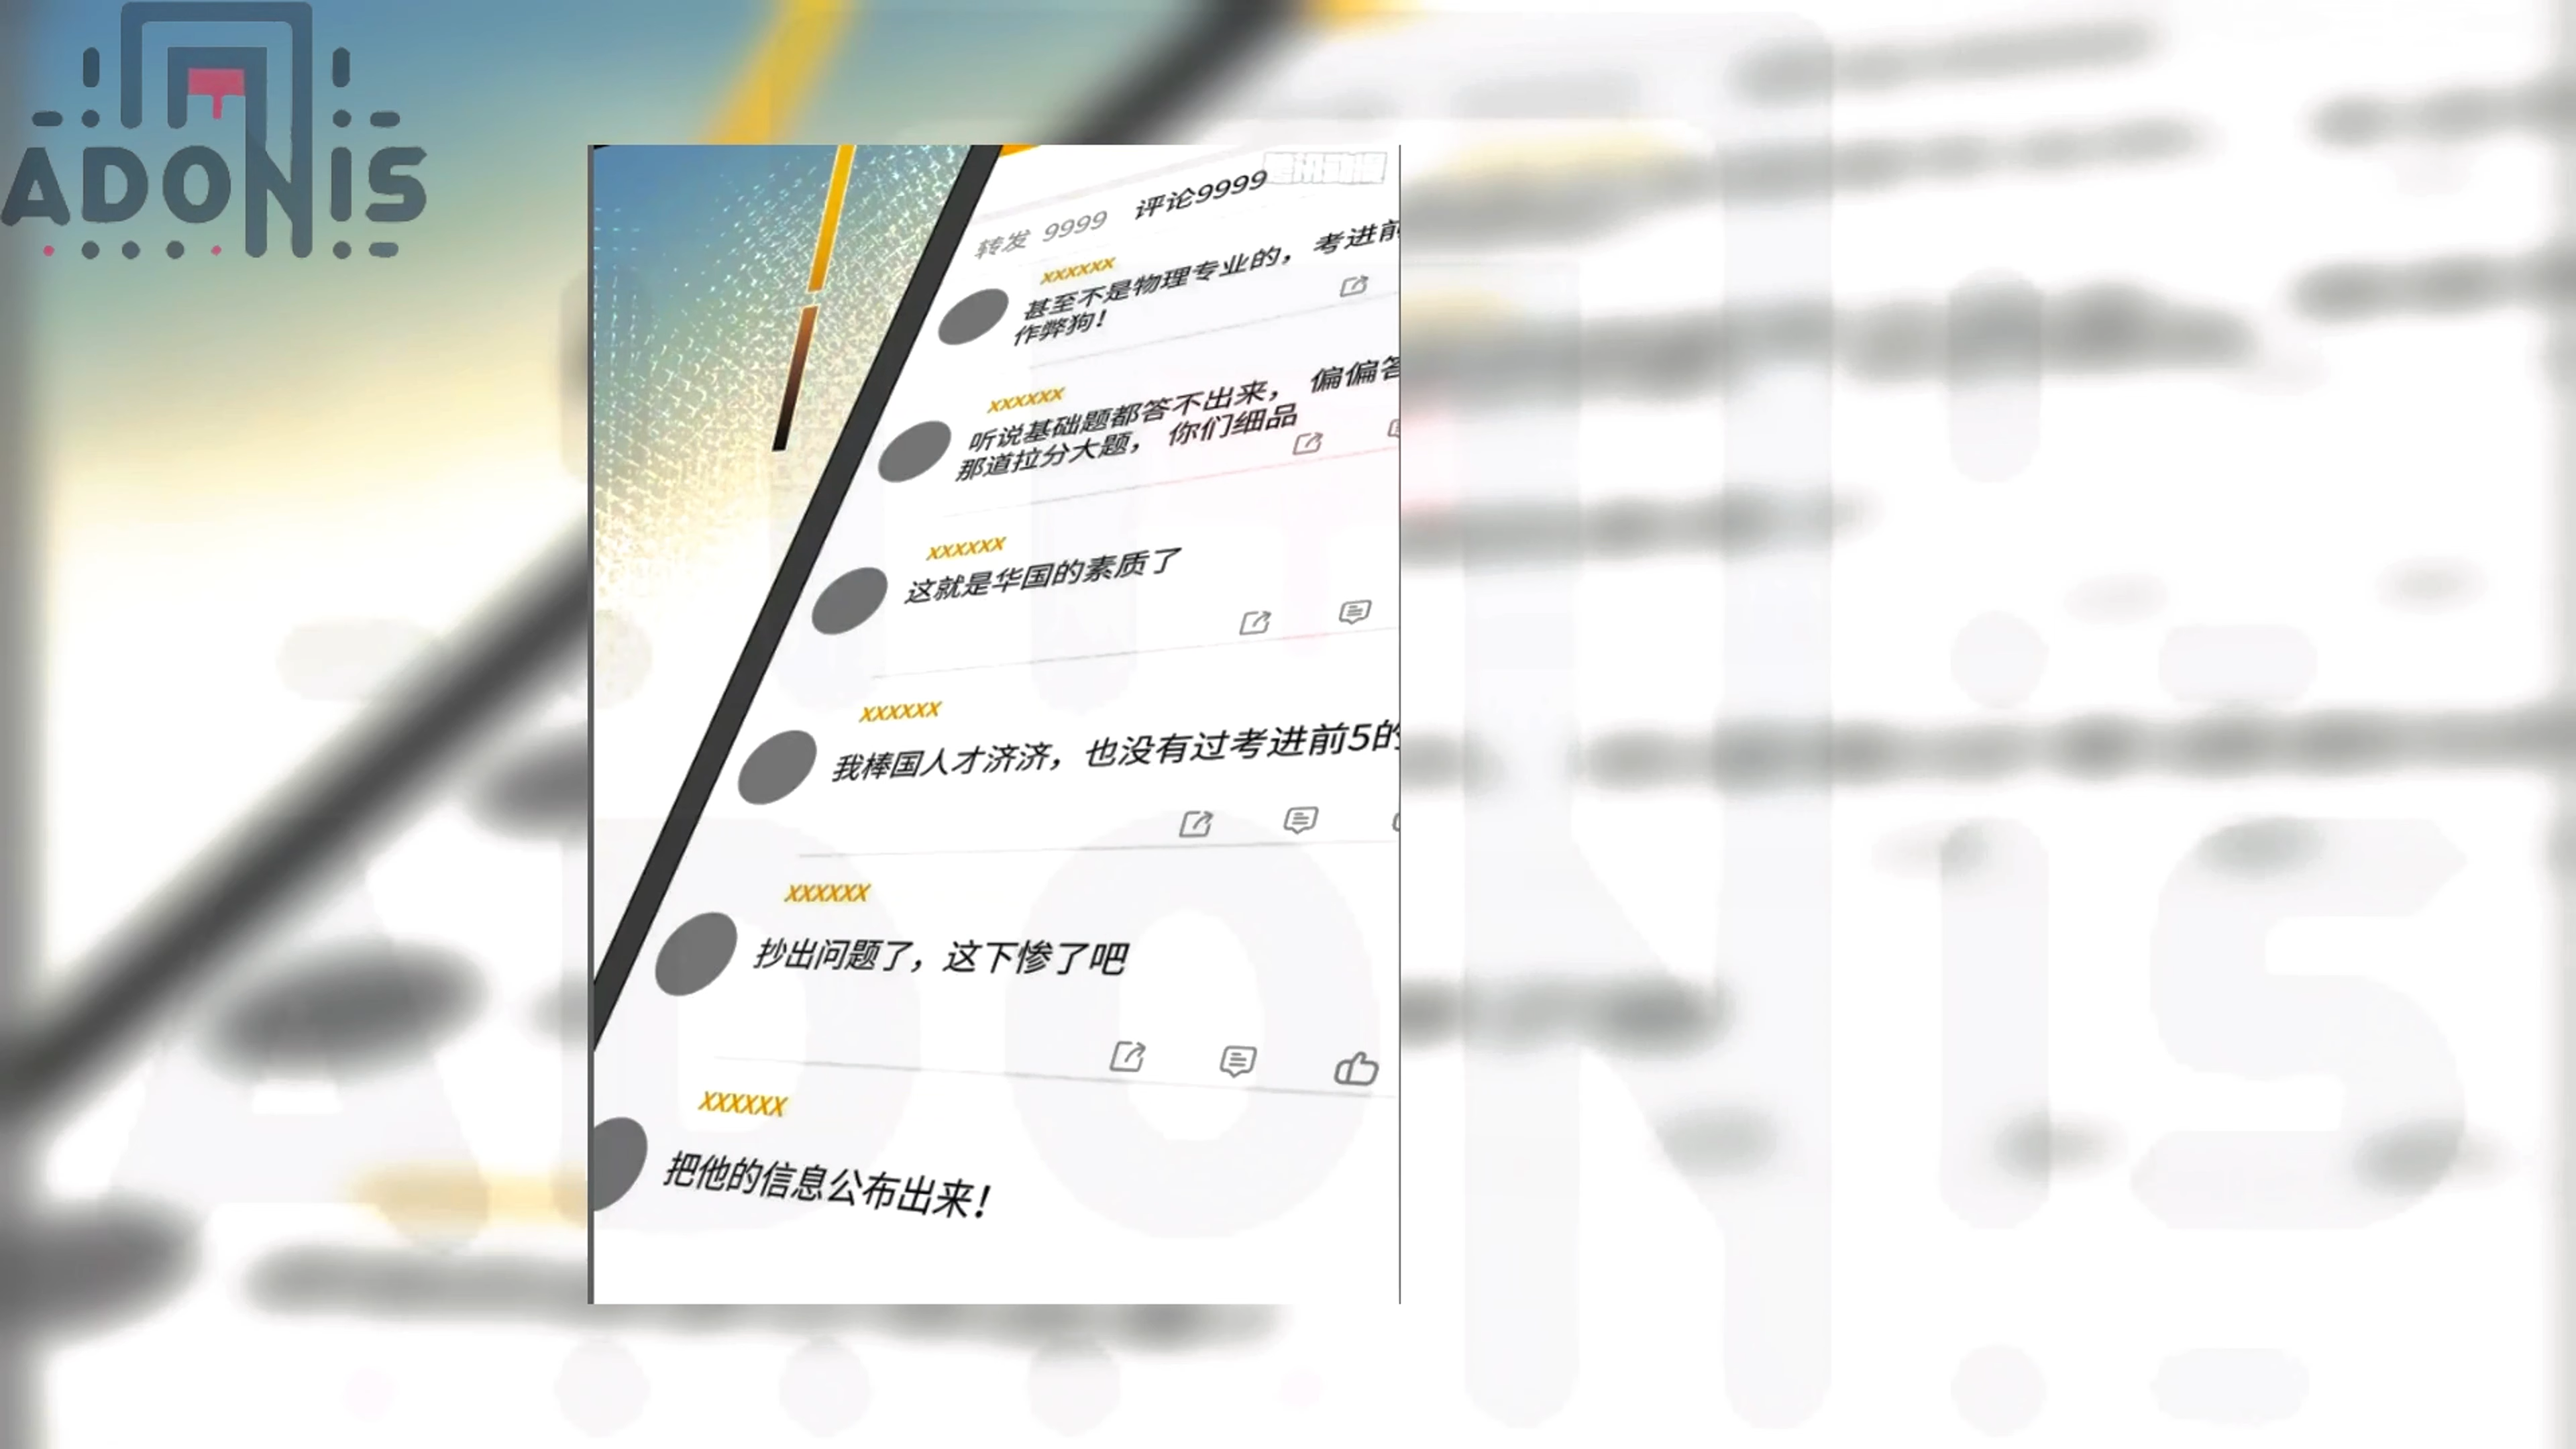 ADONIS
转发 9999 评论9999
xxxxxx
甚至不是物理专业的，考进前
作弊狗！
xxxxxx
听说基础题都答不出来，偏偏答
那道拉分大题，你们细品
xxxxxx
这就是华国的素质了
xxxxxx
我棒国人才济济，也没有过考进前5的
xxxxxx
抄出问题了，这下惨了吧
xxxxxx
把他的信息公布出来！